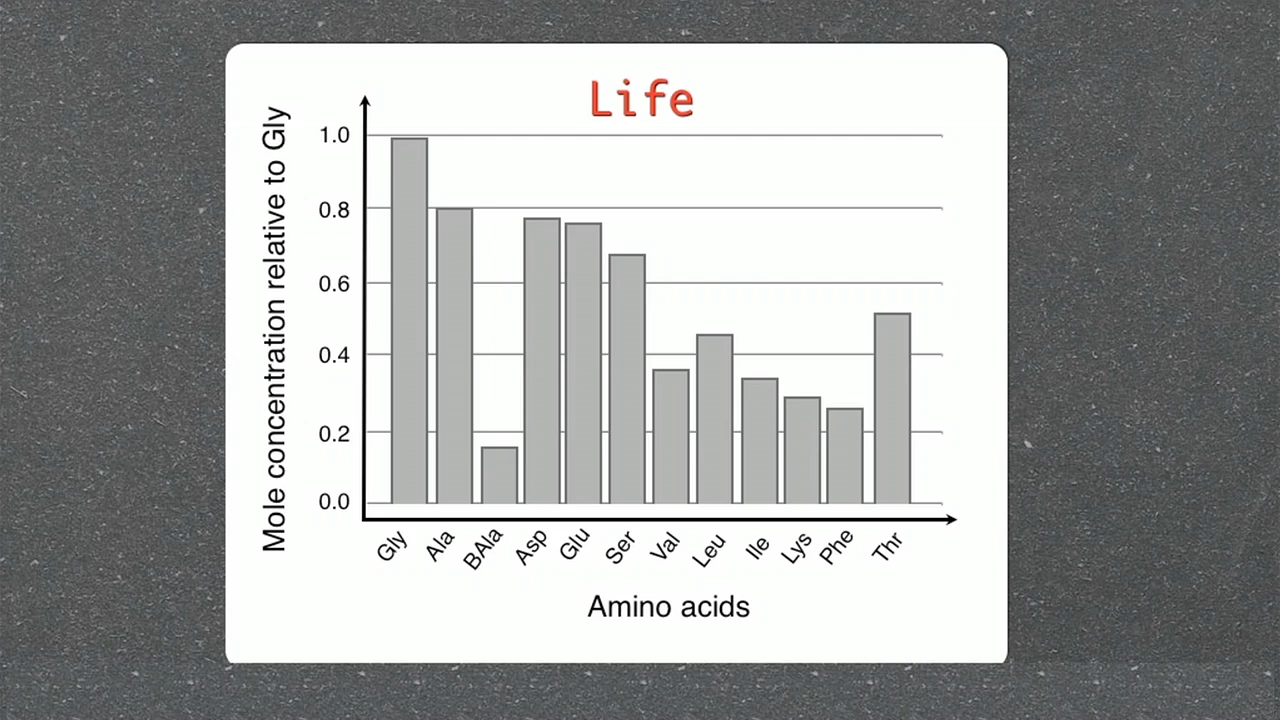 Life
Mole concentration relative to Gly
1.0
0.8
0.6
0.4
0.2
0.0
Gly Ala BAla Asp Glu Ser Val Leu Ile Lys Phe Thr
Amino acids